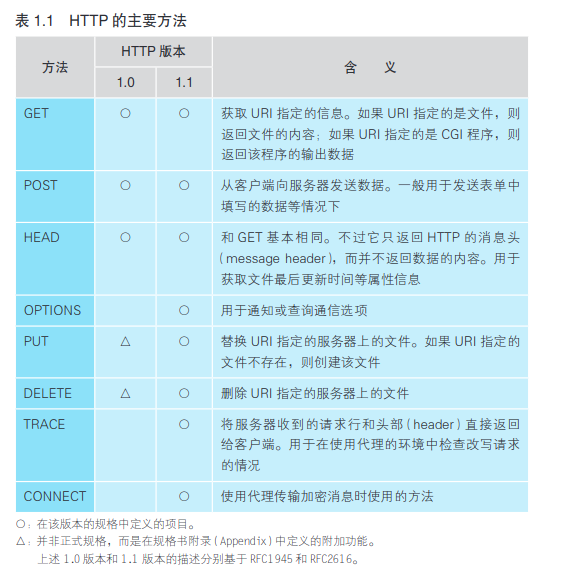 表 1.1 HTTP 的主要方法
方法 HTTP 版本 含 义
1.0 1.1
GET ○ ○ 获取 URI 指定的信息。如果 URI 指定的是文件，则
返回文件的内容；如果 URI 指定的是 CGI 程序，则
返回该程序的输出数据
POST ○ ○ 从客户端向服务器发送数据。一般用于发送表单中
填写的数据等情况下
HEAD ○ ○ 和 GET 基本相同。不过它只返回 HTTP 的消息头
（message header），而并不返回数据的内容。用于
获取文件最后更新时间等属性信息
OPTIONS ○ 用于通知或查询通信选项
PUT △ ○ 替换 URI 指定的服务器上的文件。如果 URI 指定的
文件不存在，则创建该文件
DELETE △ ○ 删除 URI 指定的服务器上的文件
TRACE ○ 将服务器收到的请求行和头部（header）直接返回
给客户端。用于在使用代理的环境中检查改写请求
的情况
CONNECT ○ 使用代理传输加密消息时使用的方法
○：在该版本的规格中定义的项目。
△：并非正式规格，而是在规格书附录（Appendix）中定义的附加功能。
上述 1.0 版本和 1.1 版本的描述分别基于 RFC1945 和 RFC2616。